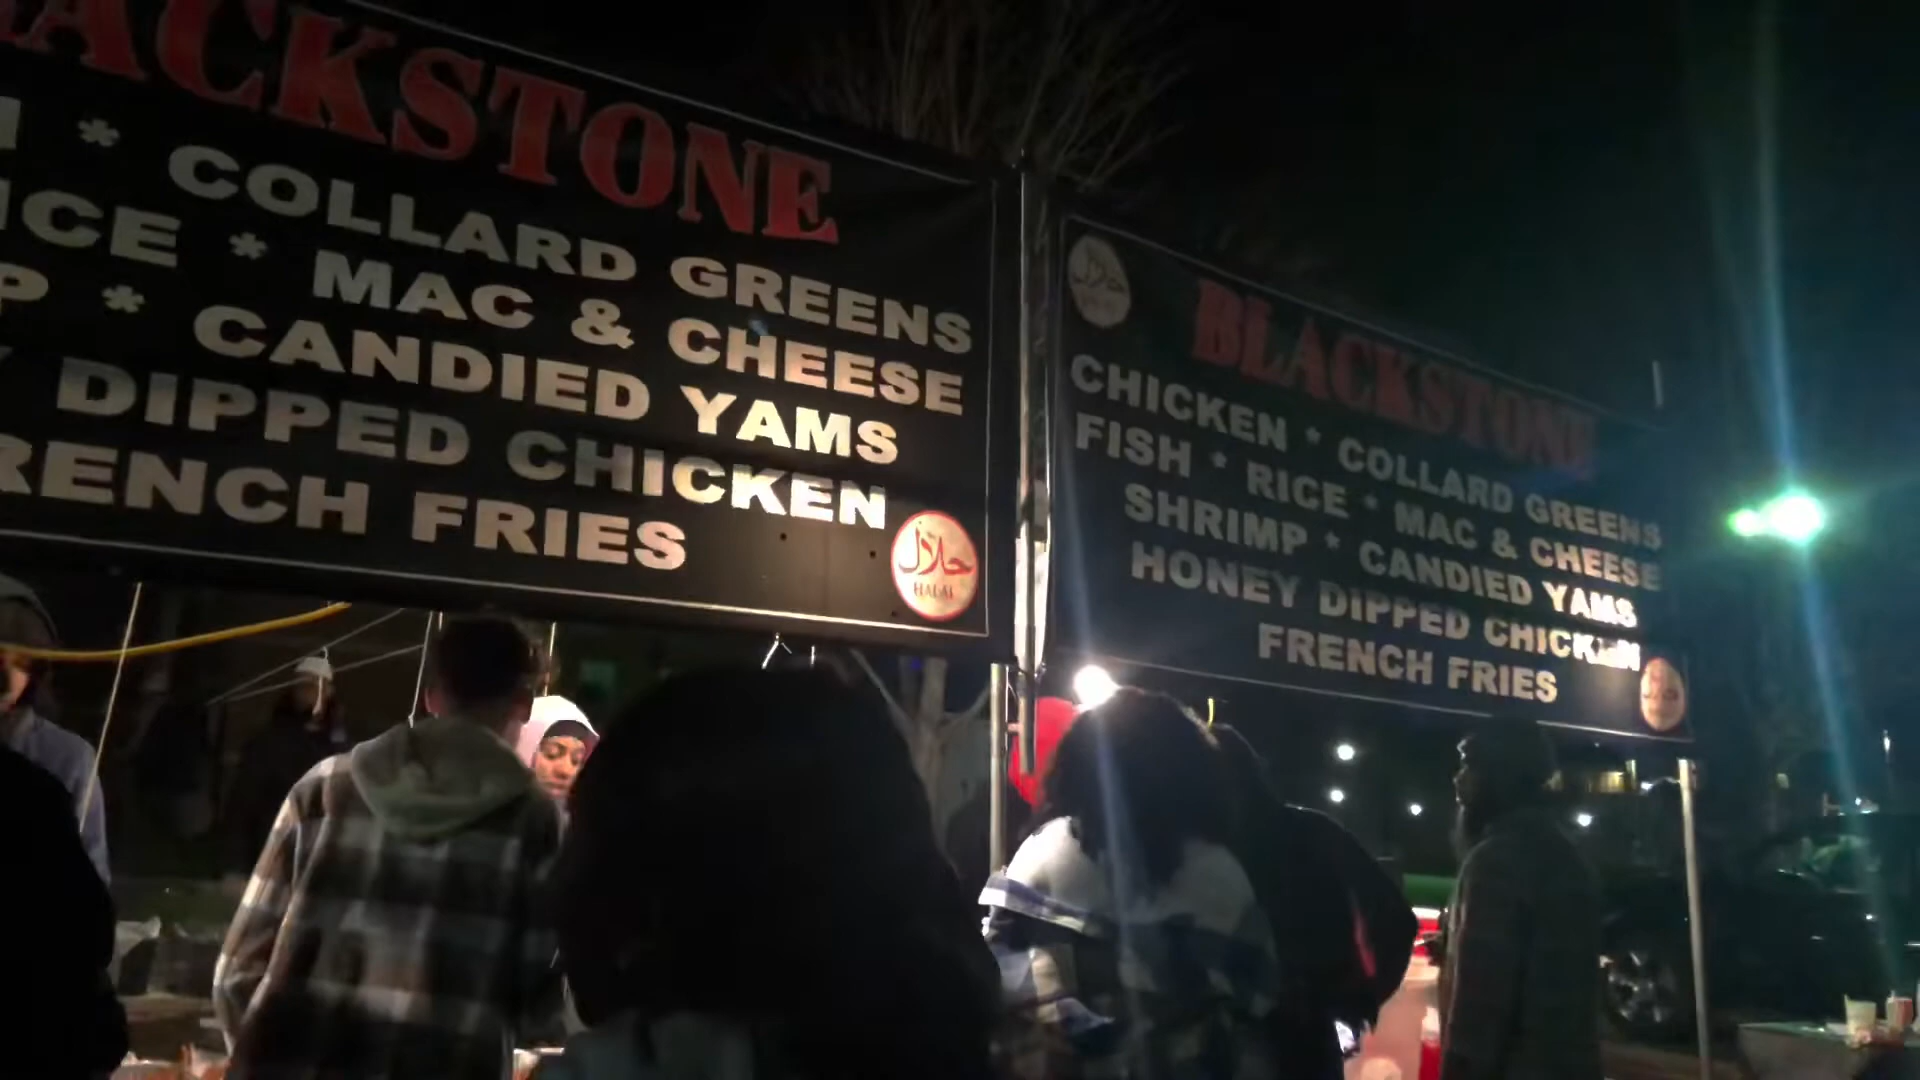 ACKSTONE
* COLLARD GREENS
ICE * MAC & CHEESE
P * CANDIED YAMS
DIPPED CHICKEN
RENCH FRIES
حلال
HALAL
حلال
BLACKSTONE
CHICKEN * COLLARD GREENS
FISH * RICE * MAC & CHEESE
SHRIMP * CANDIED YAMS
HONEY DIPPED CHICKEN
FRENCH FRIES